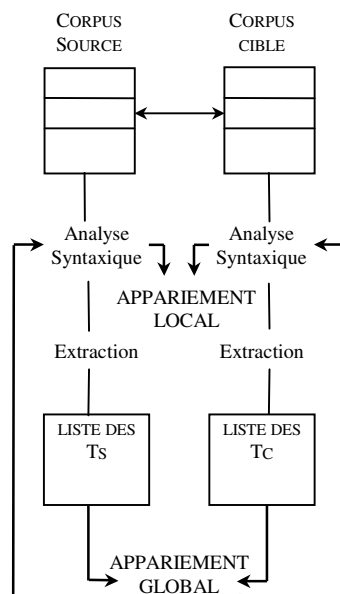 CORPUS
SOURCE
CORPUS
CIBLE
Analyse
Syntaxique
Analyse
Syntaxique
APPARIEMENT
LOCAL
Extraction
Extraction
LISTE DES
TS
LISTE DES
TC
APPARIEMENT
GLOBAL